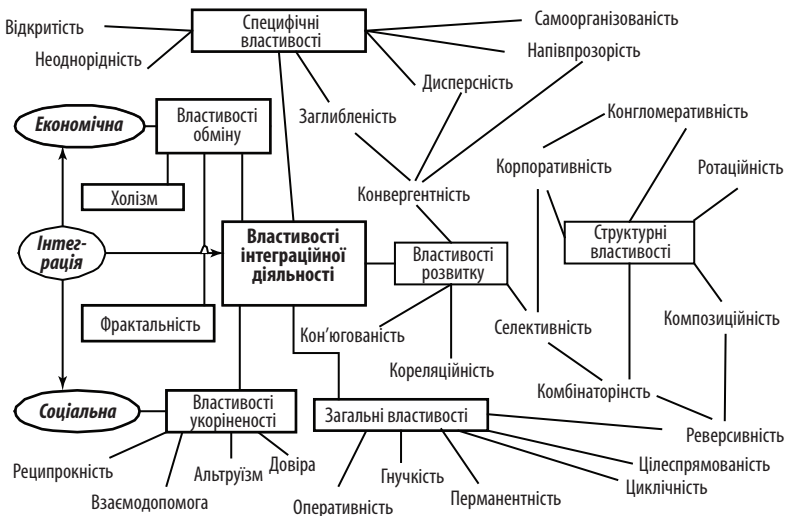 Відкритість
Неоднорідність
Специфічні
властивості
Самоорганізованість
Напівпрозорість
Дисперсність
Заглибленість
Конвергентність
Економічна
Властивості
обміну
Холізм
Конгломеративність
Корпоративність
Ротаційність
Інтег-
рація
Властивості
інтеграційної
діяльності
Властивості
розвитку
Структурні
властивості
Фрактальність
Кон’югованість
Кореляційність
Селективність
Композиційність
Комбінаторінсть
Соціальна
Властивості
укоріненості
Загальні властивості
Реверсивність
Реципрокність
Взаємодопомога
Альтруїзм
Довіра
Оперативність
Гнучкість
Перманентність
Цілеспрямованість
Циклічність